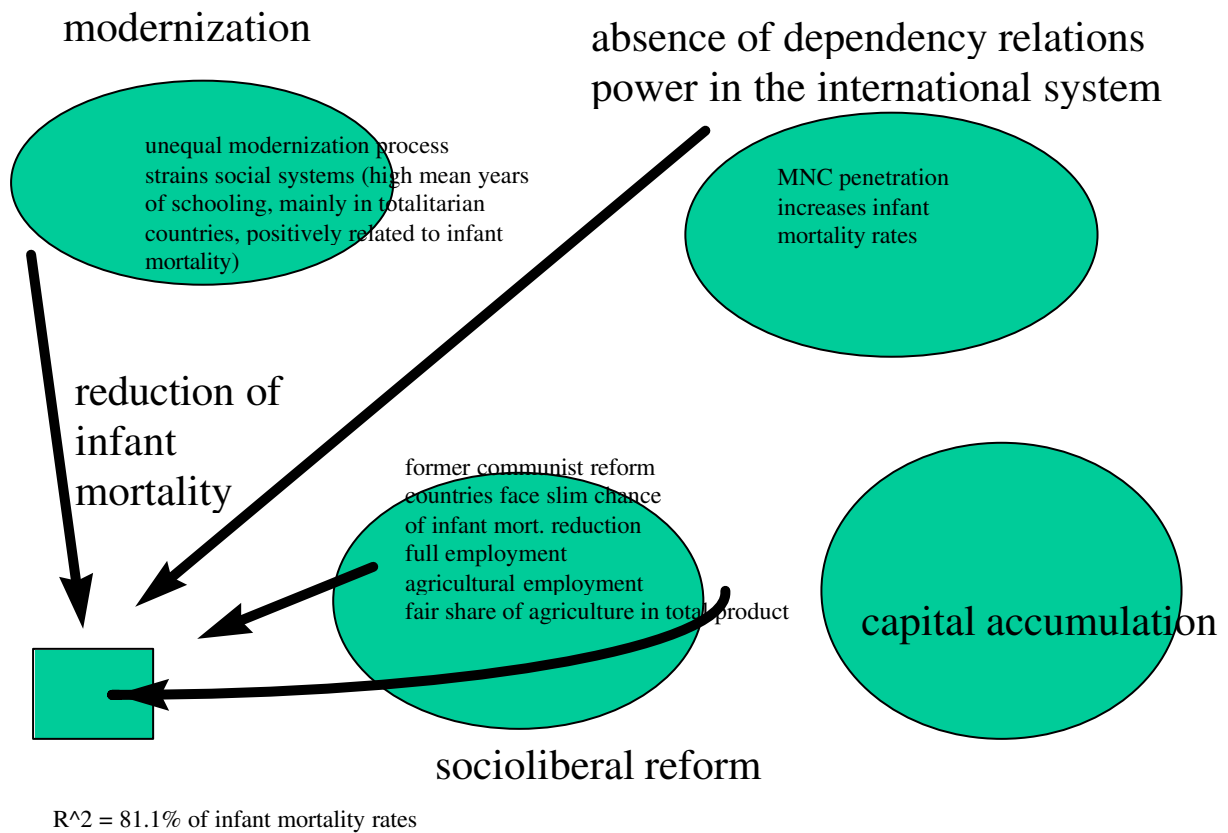 modernization
absence of dependency relations
power in the international system
unequal modernization process
strains social systems (high mean years
of schooling, mainly in totalitarian
countries, positively related to infant
mortality)
MNC penetration
increases infant
mortality rates
reduction of
infant
mortality
former communist reform
countries face slim chance
of infant mort. reduction
full employment
agricultural employment
fair share of agriculture in total product
capital accumulation
socioliberal reform
R^2 = 81.1% of infant mortality rates